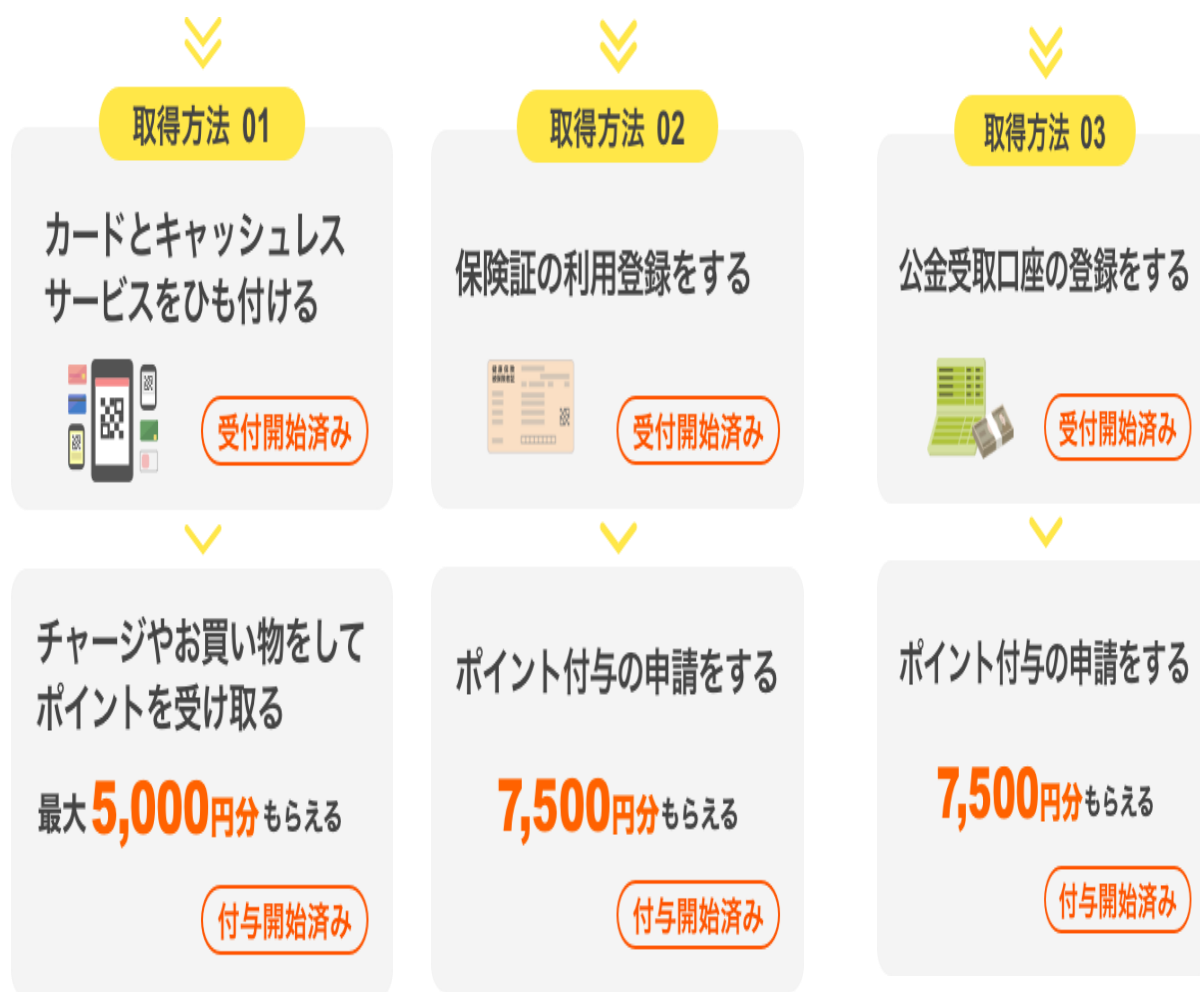 取得方法 01
カードとキャッシュレス
サービスをひも付ける
受付開始済み
チャージやお買い物をして
ポイントを受け取る
最大5,000円分もらえる
付与開始済み
取得方法 02
保険証の利用登録をする
健康保険
被保険者証
受付開始済み
ポイント付与の申請をする
7,500円分もらえる
付与開始済み
取得方法 03
公金受取口座の登録をする
受付開始済み
ポイント付与の申請をする
7,500円分もらえる
付与開始済み